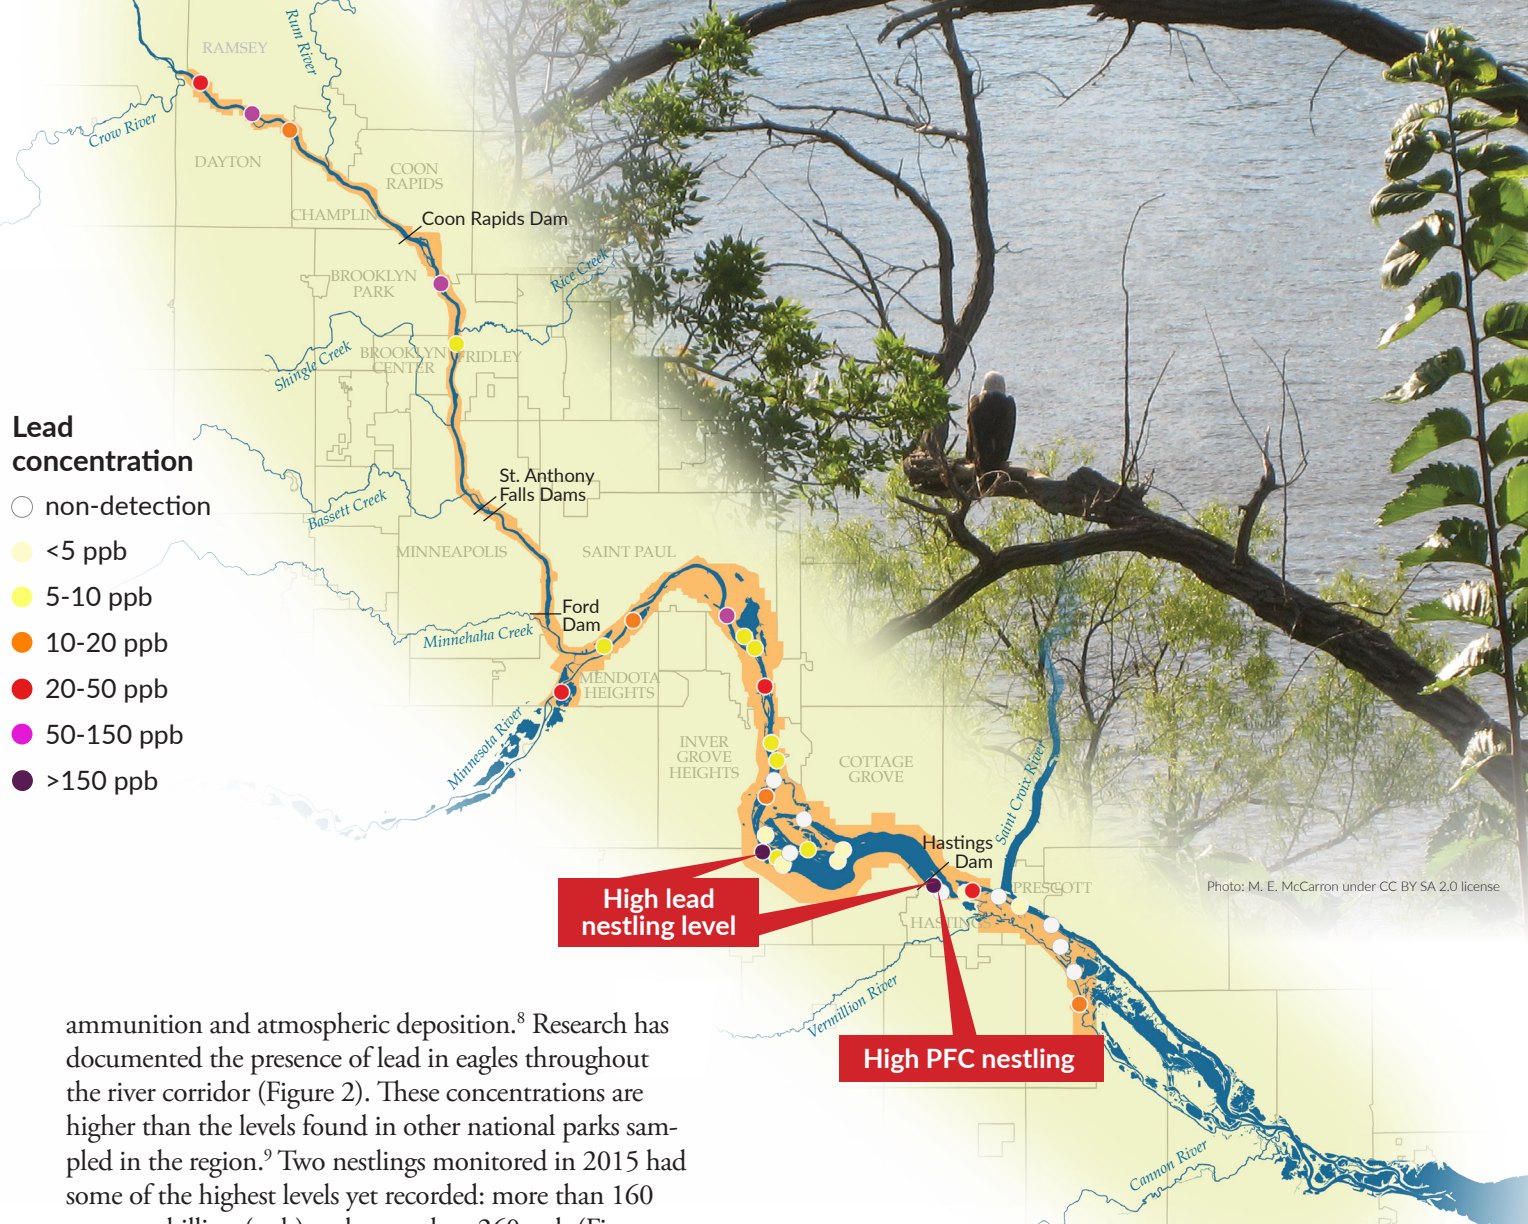 RAMSEY
Rum River
Crow River
DAYTON
COON
RAPIDS
CHAMPLIN
Coon Rapids Dam
BROOKLYN
PARK
Rice Creek
Shingle Creek
BROOKLYN
CENTER
FRIDLEY
Lead
concentration
non-detection
<5 ppb
5-10 ppb
10-20 ppb
20-50 ppb
50-150 ppb
>150 ppb
St. Anthony
Falls Dams
Bassett Creek
MINNEAPOLIS
SAINT PAUL
Ford
Dam
Minnehaha Creek
MENDOTA
HEIGHTS
Minnesota River
INVER
GROVE
HEIGHTS
COTTAGE
GROVE
Saint Croix River
Hastings
Dam
PRESCOTT
Photo: M. E. McCarron under CC BY SA 2.0 license
High lead
nestling level
HASTINGS
Vermillion River
High PFC nestling
Cannon River
ammunition and atmospheric deposition.⁸ Research has
documented the presence of lead in eagles throughout
the river corridor (Figure 2). These concentrations are
higher than the levels found in other national parks sam-
pled in the region.⁹ Two nestlings monitored in 2015 had
some of the highest levels yet recorded: more than 160